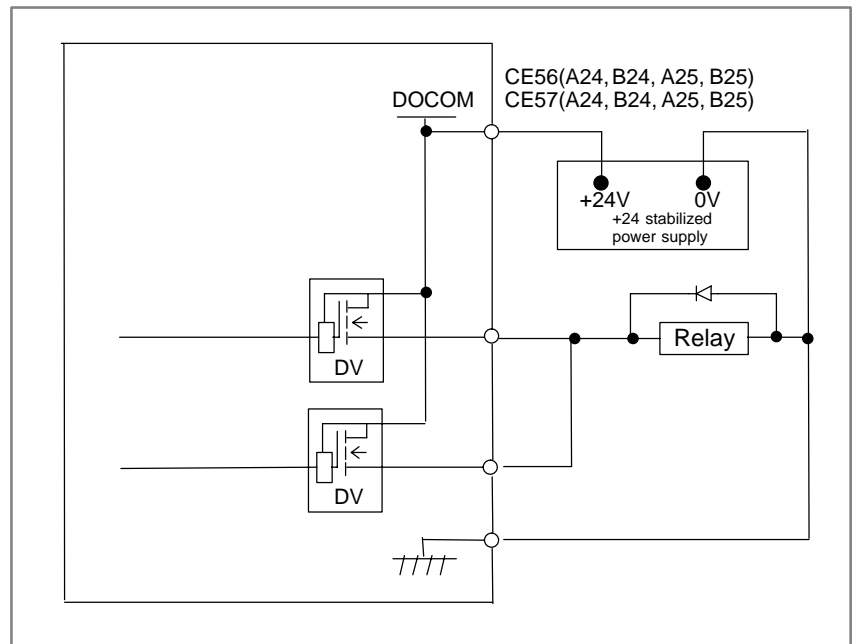 CE56(A24, B24, A25, B25)
CE57(A24, B24, A25, B25)
DOCOM
+24V 0V
+24 stabilized
power supply
DV
Relay
DV